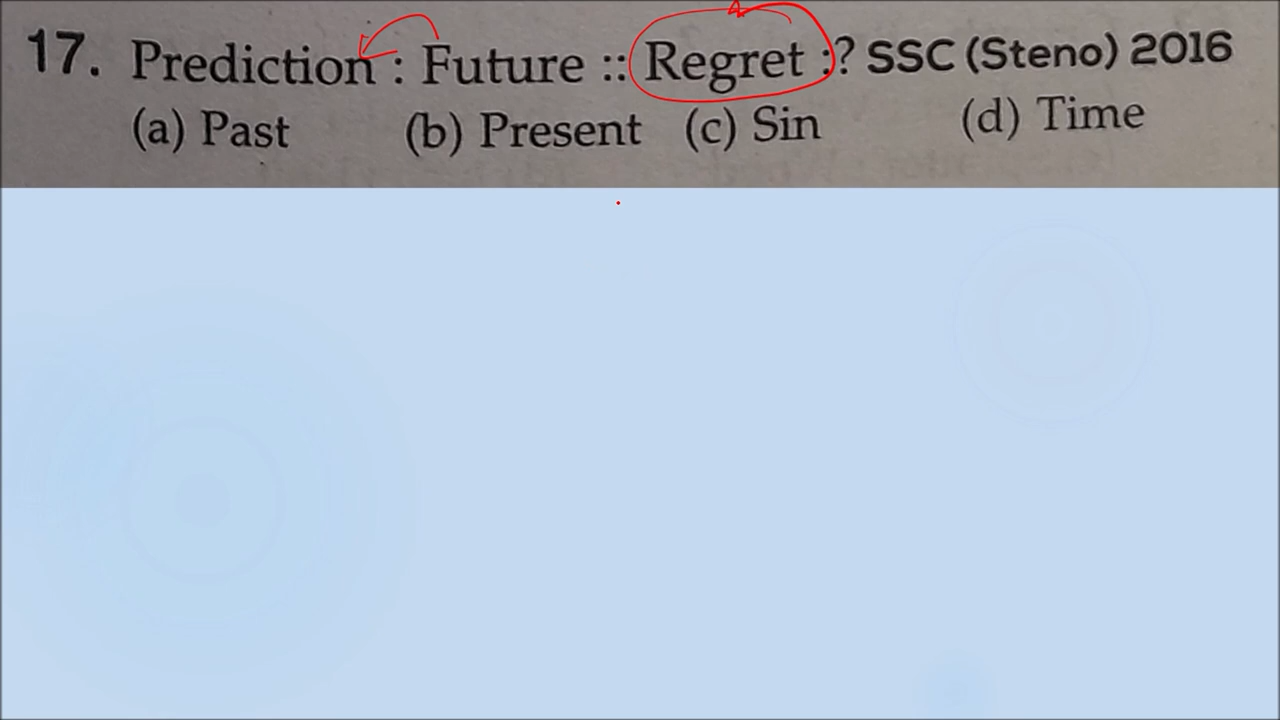 17. Prediction : Future :: Regret :? SSC (Steno) 2016
(a) Past (b) Present (c) Sin (d) Time